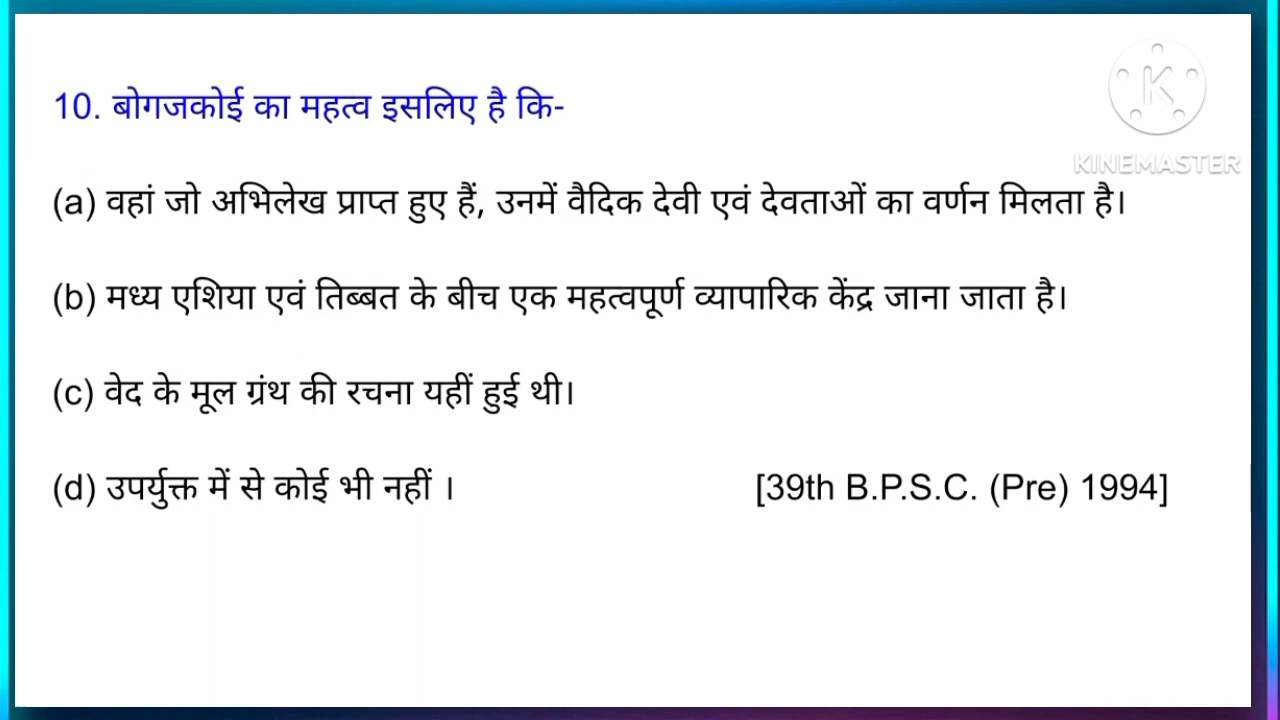 10. बोगजकोई का महत्व इसलिए है कि-
KINEMASTER
(a) वहां जो अभिलेख प्राप्त हुए हैं, उनमें वैदिक देवी एवं देवताओं का वर्णन मिलता है।
(b) मध्य एशिया एवं तिब्बत के बीच एक महत्वपूर्ण व्यापारिक केंद्र जाना जाता है।
(c) वेद के मूल ग्रंथ की रचना यहीं हुई थी।
(d) उपर्युक्त में से कोई भी नहीं । [39th B.P.S.C. (Pre) 1994]